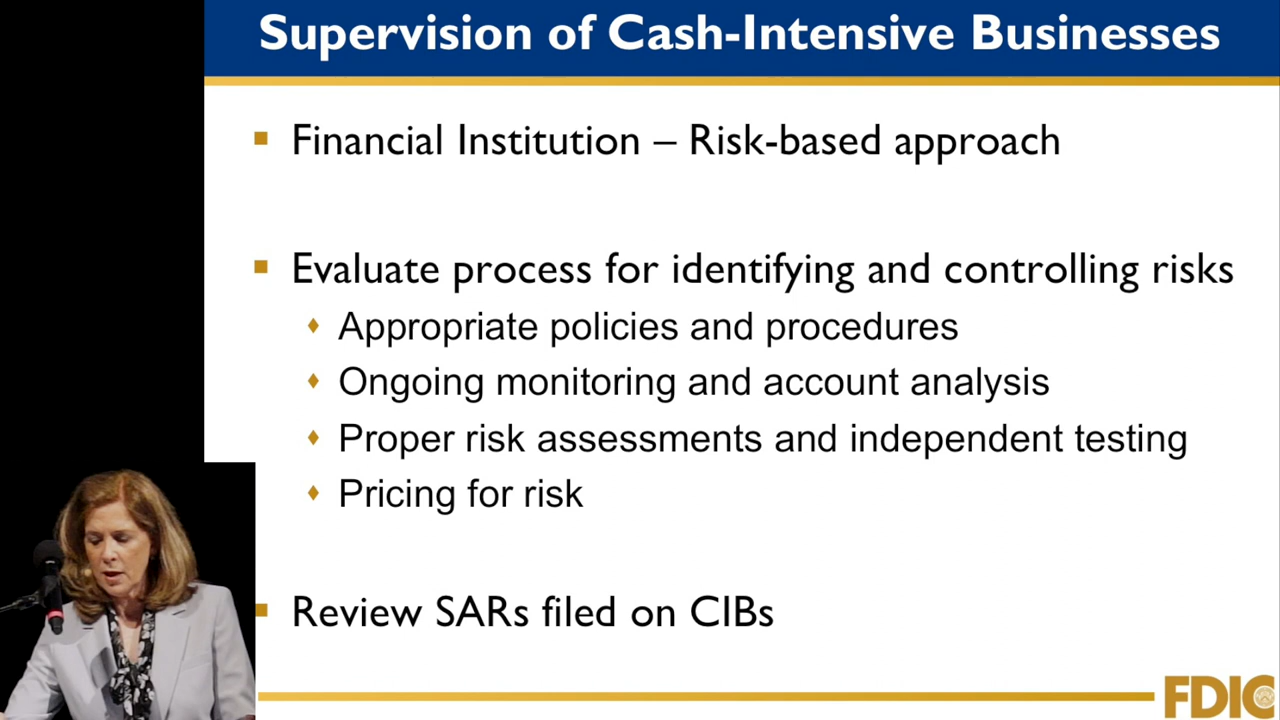 Supervision of Cash-Intensive Businesses
Financial Institution – Risk-based approach
Evaluate process for identifying and controlling risks
Appropriate policies and procedures
Ongoing monitoring and account analysis
Proper risk assessments and independent testing
Pricing for risk
Review SARs filed on CIBs
FDIC